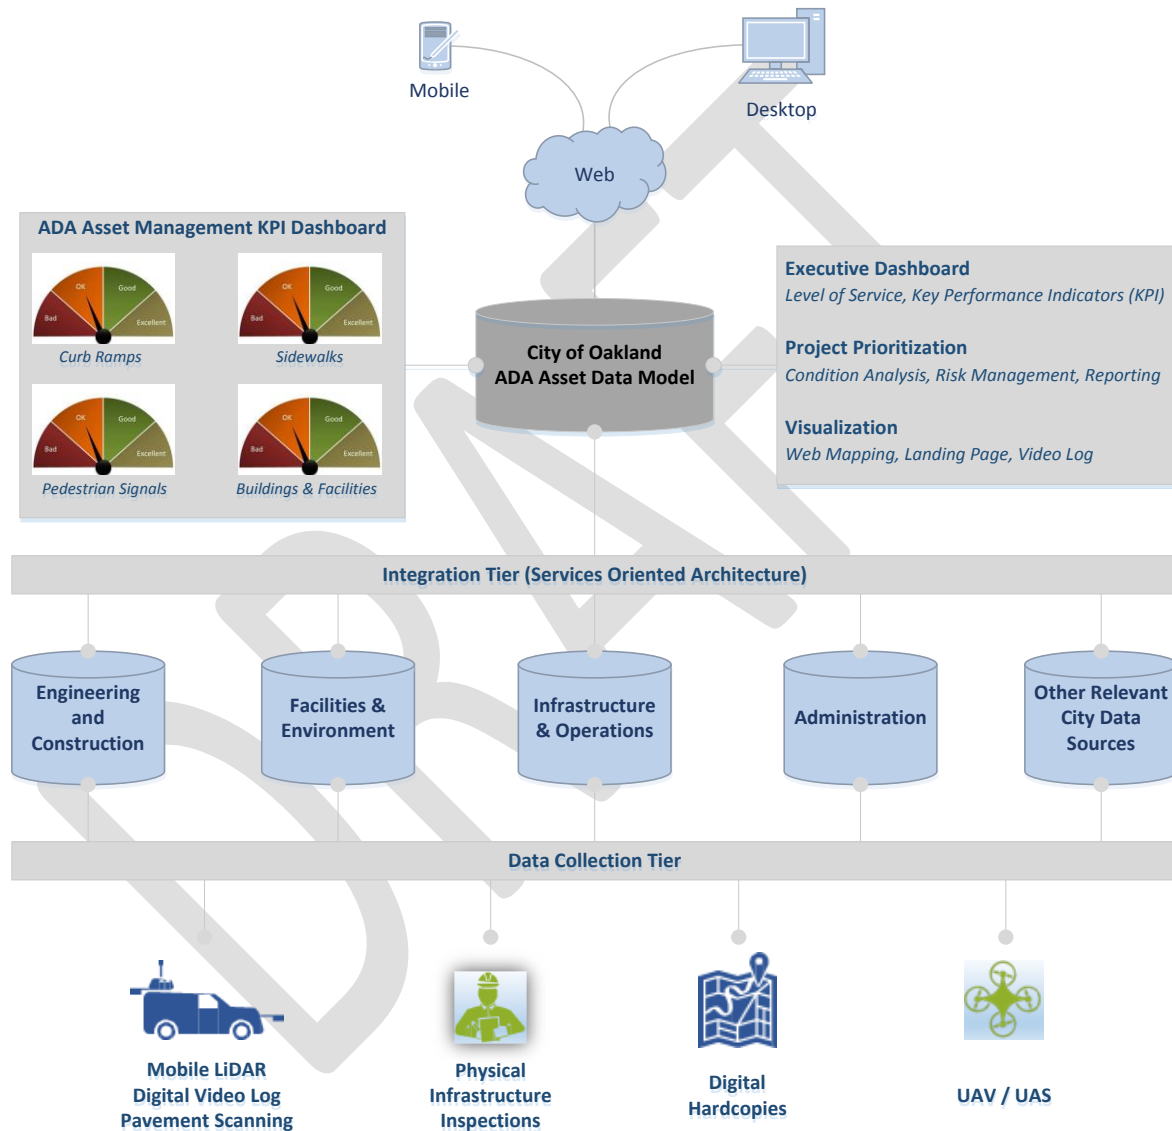 Mobile
Desktop
Web
ADA Asset Management KPI Dashboard
Bad
OK
Good
Excellent
Curb Ramps
Bad
OK
Good
Excellent
Sidewalks
Bad
OK
Good
Excellent
Pedestrian Signals
Bad
OK
Good
Excellent
Buildings & Facilities
City of Oakland
ADA Asset Data Model
Executive Dashboard
Level of Service, Key Performance Indicators (KPI)
Project Prioritization
Condition Analysis, Risk Management, Reporting
Visualization
Web Mapping, Landing Page, Video Log
Integration Tier (Services Oriented Architecture)
Engineering
and
Construction
Facilities &
Environment
Infrastructure
& Operations
Administration
Other Relevant
City Data
Sources
Data Collection Tier
Mobile LiDAR
Digital Video Log
Pavement Scanning
Physical
Infrastructure
Inspections
Digital
Hardcopies
UAV / UAS
DRAFT